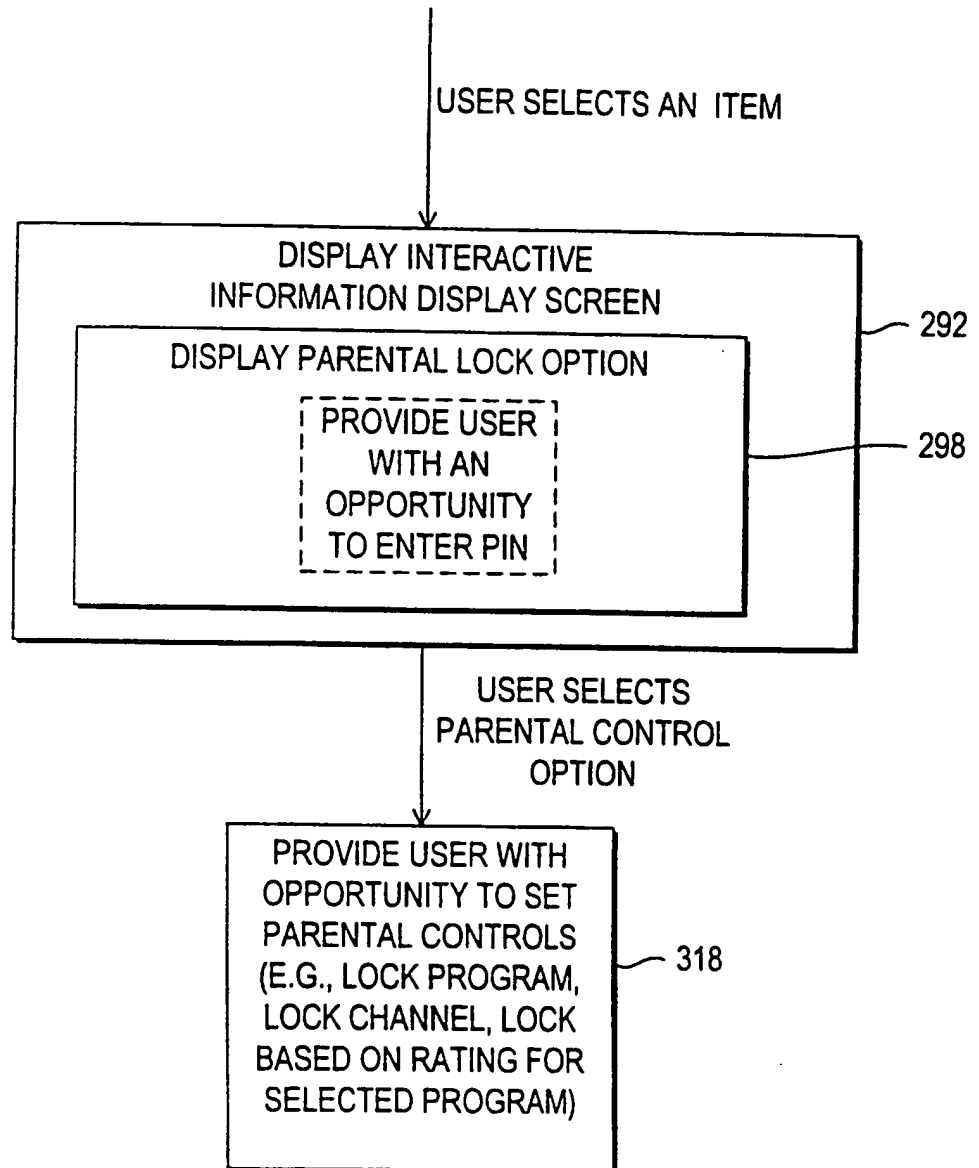 USER SELECTS AN ITEM
DISPLAY INTERACTIVE
INFORMATION DISPLAY SCREEN
292
DISPLAY PARENTAL LOCK OPTION
PROVIDE USER
WITH AN
OPPORTUNITY
TO ENTER PIN
298
USER SELECTS
PARENTAL CONTROL
OPTION
PROVIDE USER WITH
OPPORTUNITY TO SET
PARENTAL CONTROLS
(E.G., LOCK PROGRAM,
LOCK CHANNEL, LOCK
BASED ON RATING FOR
SELECTED PROGRAM)
318